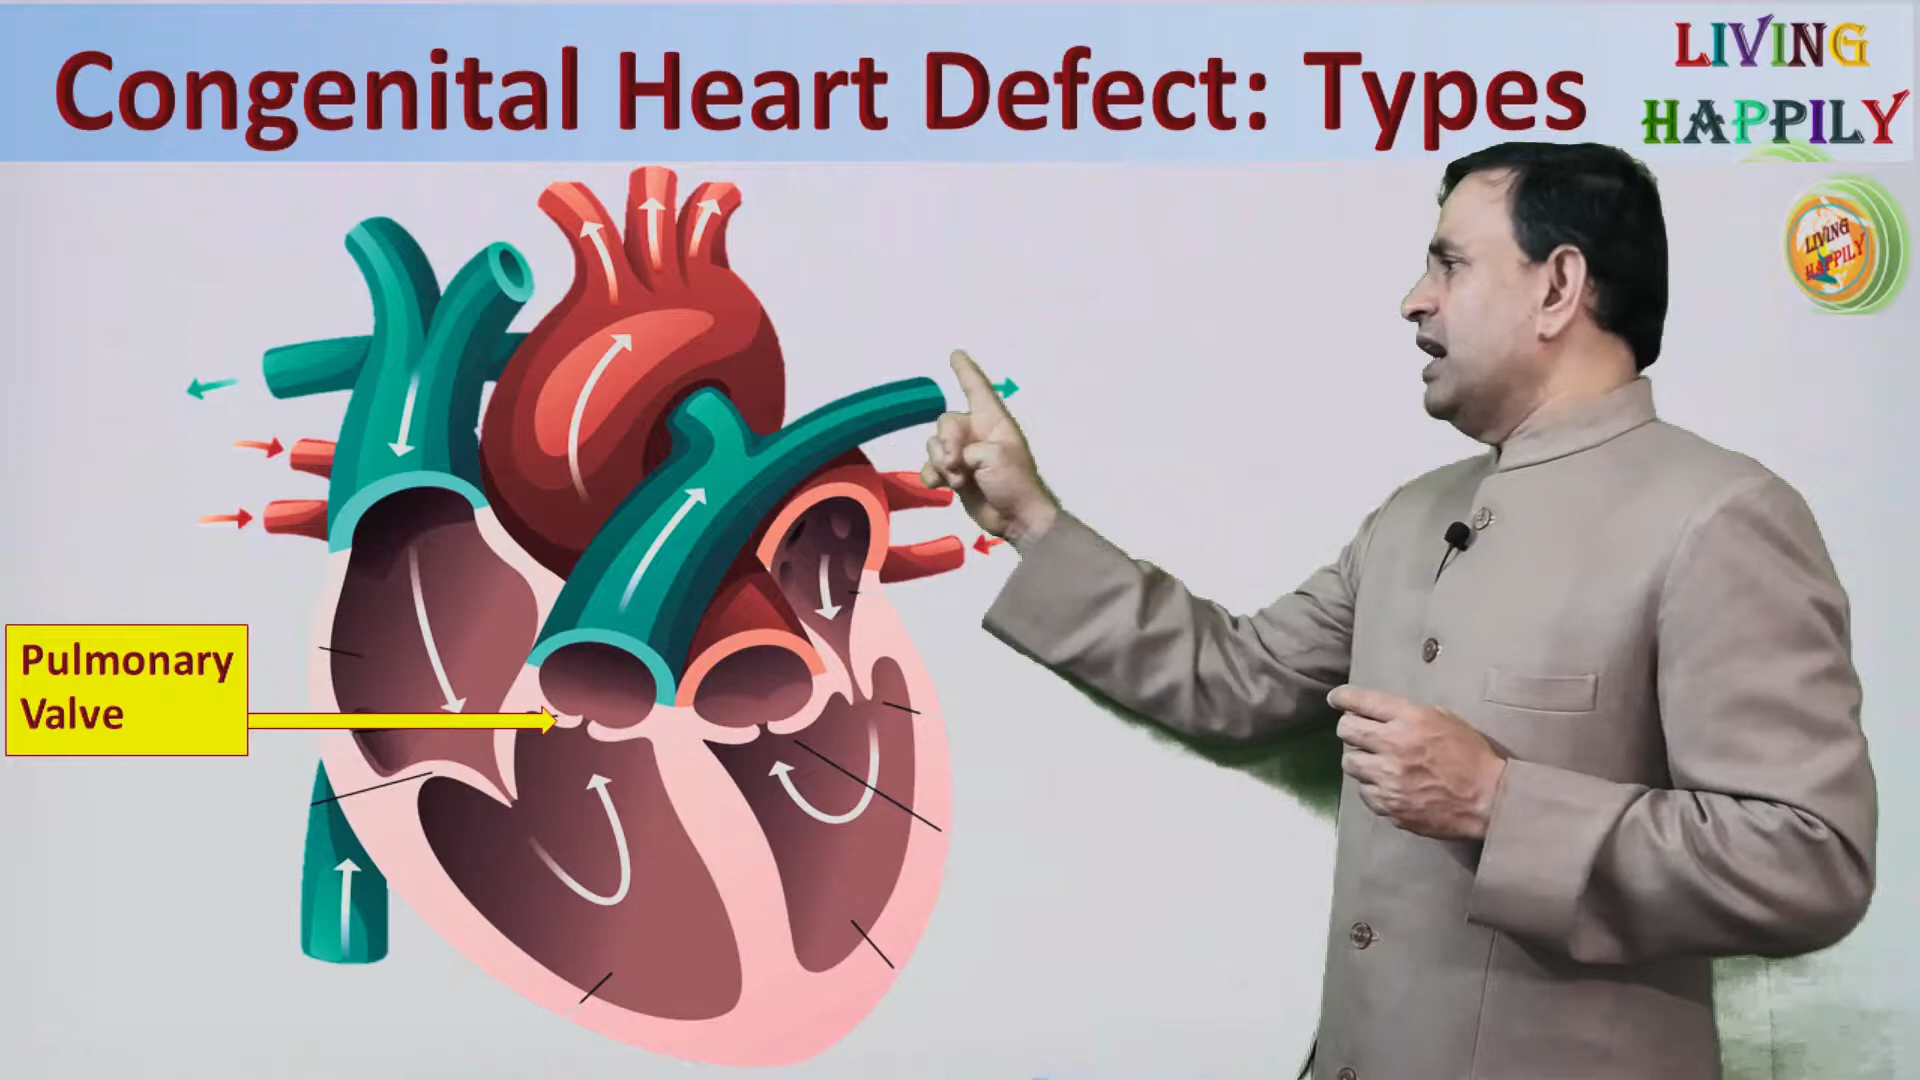 Congenital Heart Defect: Types
LIVING
HAPPILY
LIVING
HAPPILY
Pulmonary
Valve